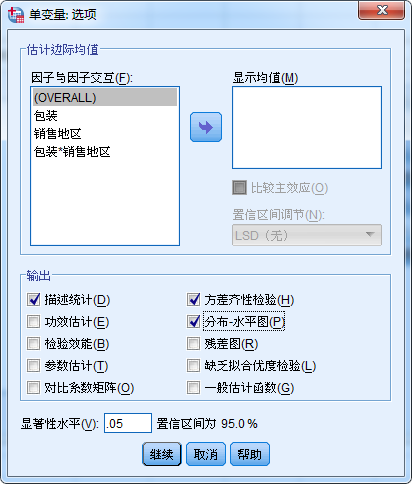 单变量: 选项
估计边际均值
因子与因子交互(F):
(OVERALL)
包装
销售地区
包装*销售地区
显示均值(M)
比较主效应(O)
置信区间调节(N):
LSD (无)
输出
描述统计(D)
方差齐性检验(H)
功效估计(E)
分布-水平图(P)
检验效能(B)
残差图(R)
参数估计(T)
缺乏拟合优度检验(L)
对比系数矩阵(O)
一般估计函数(G)
显著性水平(V): .05 置信区间为 95.0%
继续 取消 帮助